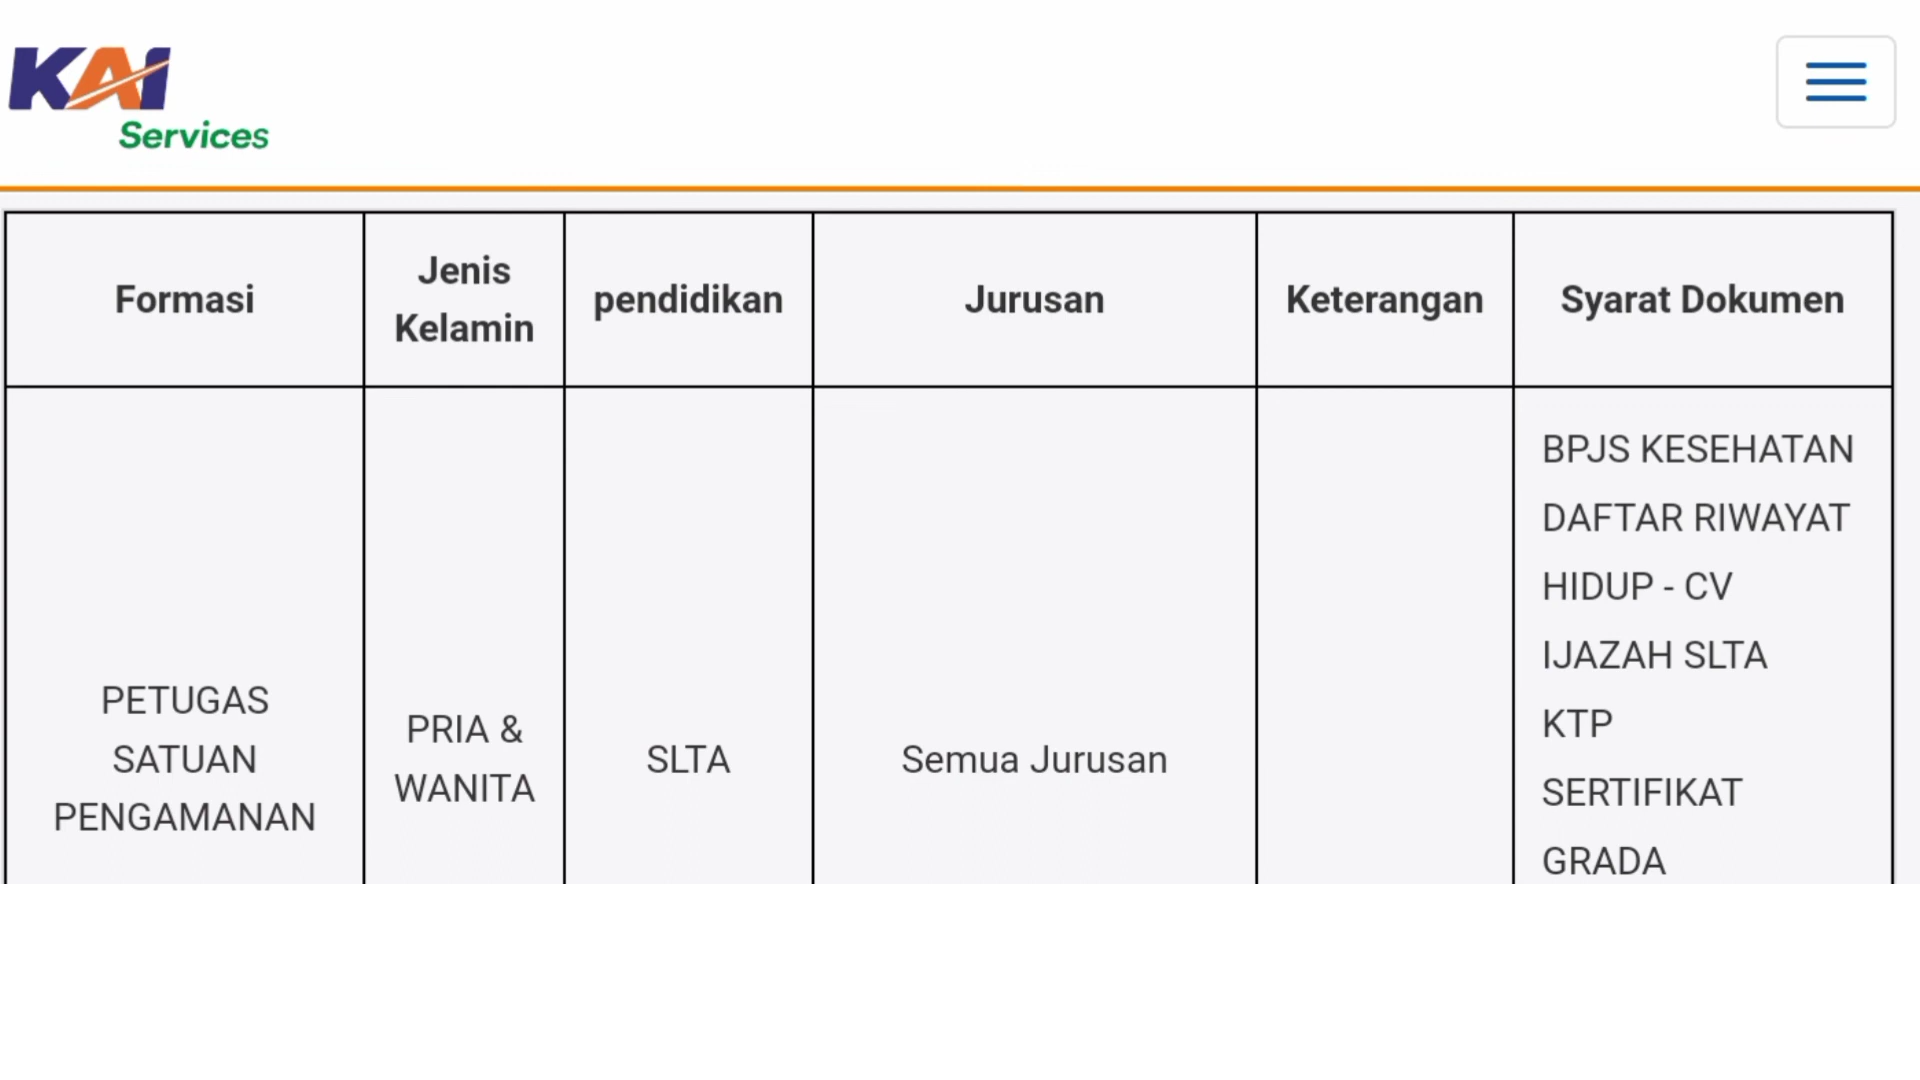 KAI
Services
Formasi
Jenis
Kelamin
pendidikan
Jurusan
Keterangan
Syarat Dokumen
PETUGAS
SATUAN
PENGAMANAN
PRIA &
WANITA
SLTA
Semua Jurusan
BPJS KESEHATAN
DAFTAR RIWAYAT
HIDUP - CV
IJAZAH SLTA
KTP
SERTIFIKAT
GRADA